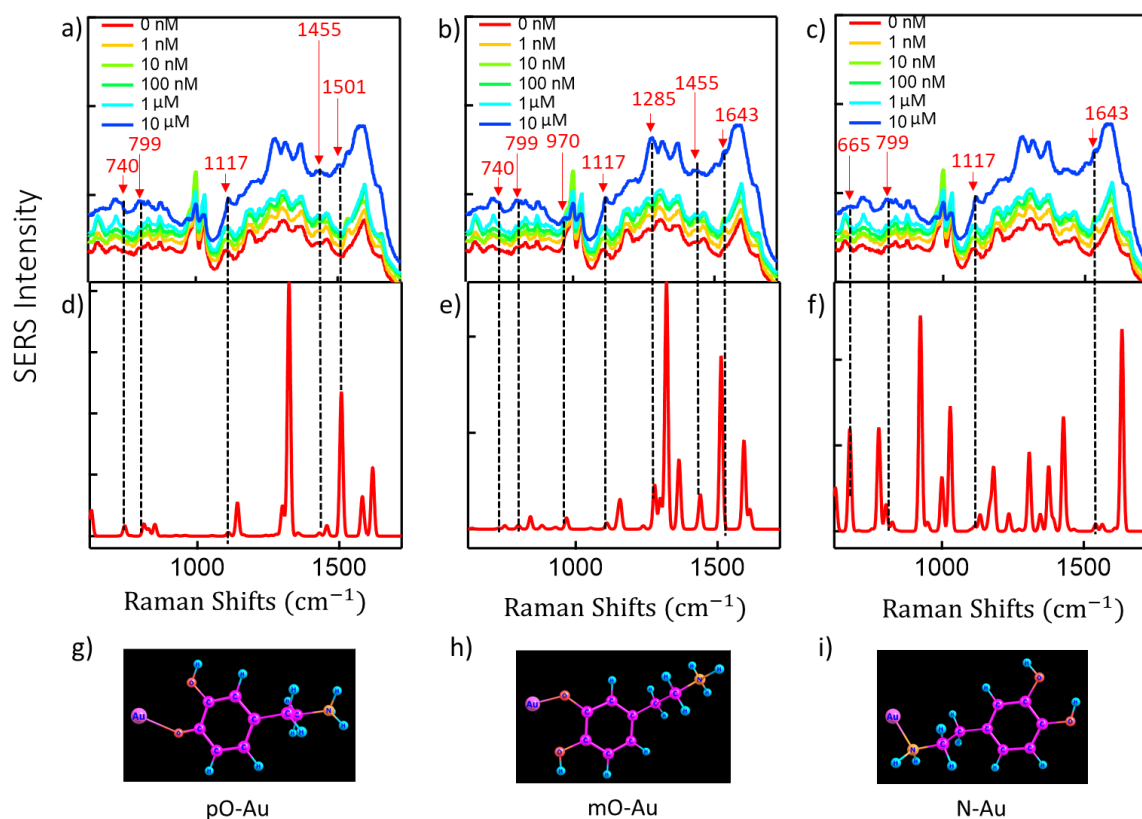 a)
0 nM
1 nM
10 nM
100 nM
1 μM
10 μM
1455
1501
740
799
1117
b)
0 nM
1 nM
10 nM
100 nM
1 μM
10 μM
740
799
970
1117
1285
1455
1643
c)
0 nM
1 nM
10 nM
100 nM
1 μM
10 μM
665
799
1117
1643
SERS Intensity
d)
e)
f)
1000
1500
1000
1500
1000
1500
Raman Shifts (cm⁻¹)
Raman Shifts (cm⁻¹)
Raman Shifts (cm⁻¹)
g)
h)
i)
Au
Au
Au
pO-Au
mO-Au
N-Au